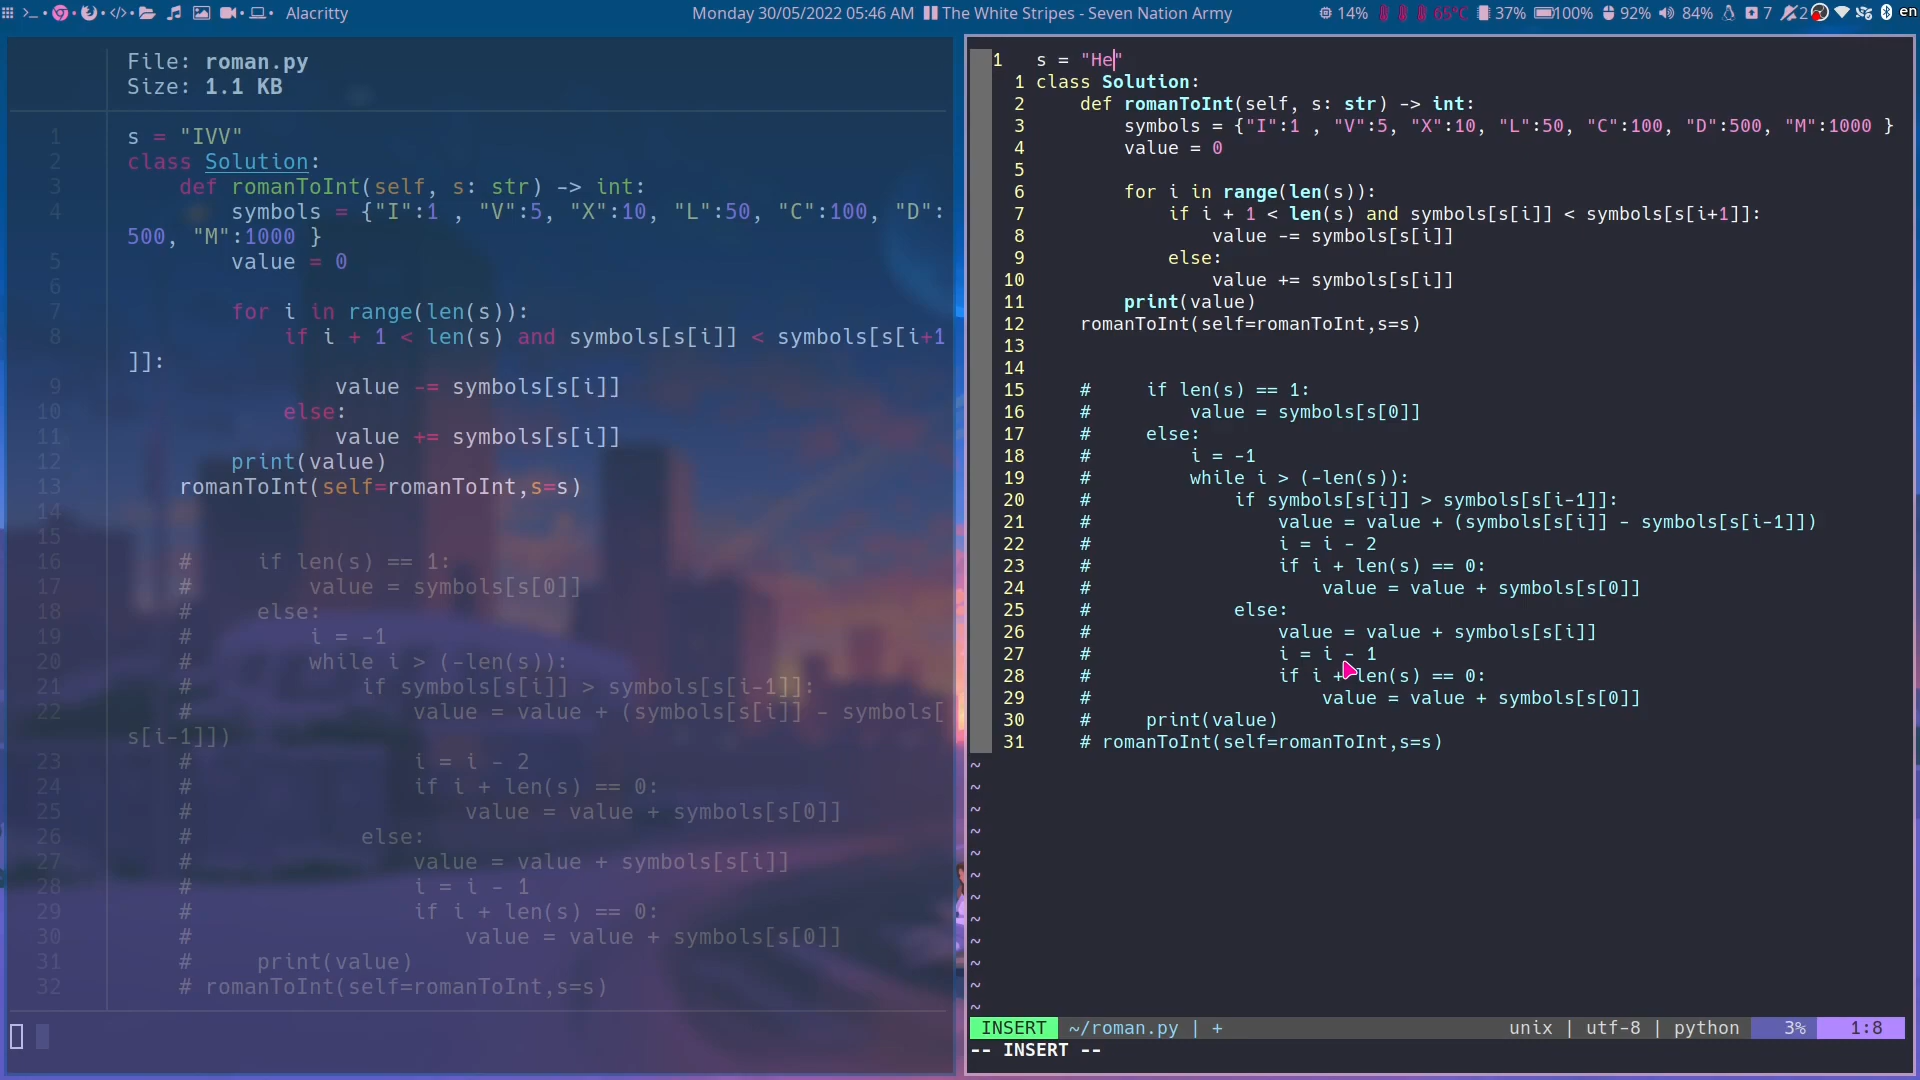 Alacritty
Monday 30/05/2022 05:46 AM The White Stripes - Seven Nation Army
14% 65°C 37% 100% 92% 84% 7 2 en
File: roman.py
Size: 1.1 KB
1 s = "IVV"
2 class Solution:
3 def romanToInt(self, s: str) -> int:
4 symbols = {"I":1 , "V":5, "X":10, "L":50, "C":100, "D":
500, "M":1000 }
5 value = 0
6
7 for i in range(len(s)):
8 if i + 1 < len(s) and symbols[s[i]] < symbols[s[i+1
]]:
9 value -= symbols[s[i]]
10 else:
11 value += symbols[s[i]]
12 print(value)
13 romanToInt(self=romanToInt,s=s)
14
15
16 # if len(s) == 1:
17 # value = symbols[s[0]]
18 # else:
19 # i = -1
20 # while i > (-len(s)):
21 # if symbols[s[i]] > symbols[s[i-1]]:
22 # value = value + (symbols[s[i]] - symbols[
s[i-1]])
23 # i = i - 2
24 # if i + len(s) == 0:
25 # value = value + symbols[s[0]]
26 # else:
27 # value = value + symbols[s[i]]
28 # i = i - 1
29 # if i + len(s) == 0:
30 # value = value + symbols[s[0]]
31 # print(value)
32 # romanToInt(self=romanToInt,s=s)
1 s = "He"
1 class Solution:
2 def romanToInt(self, s: str) -> int:
3 symbols = {"I":1 , "V":5, "X":10, "L":50, "C":100, "D":500, "M":1000 }
4 value = 0
5
6 for i in range(len(s)):
7 if i + 1 < len(s) and symbols[s[i]] < symbols[s[i+1]]:
8 value -= symbols[s[i]]
9 else:
10 value += symbols[s[i]]
11 print(value)
12 romanToInt(self=romanToInt,s=s)
13
14
15 # if len(s) == 1:
16 # value = symbols[s[0]]
17 # else:
18 # i = -1
19 # while i > (-len(s)):
20 # if symbols[s[i]] > symbols[s[i-1]]:
21 # value = value + (symbols[s[i]] - symbols[s[i-1]])
22 # i = i - 2
23 # if i + len(s) == 0:
24 # value = value + symbols[s[0]]
25 # else:
26 # value = value + symbols[s[i]]
27 # i = i - 1
28 # if i + len(s) == 0:
29 # value = value + symbols[s[0]]
30 # print(value)
31 # romanToInt(self=romanToInt,s=s)
~
~
~
~
~
~
~
~
~
~
~
~
INSERT ~/roman.py | + unix | utf-8 | python 3% 1:8
-- INSERT --